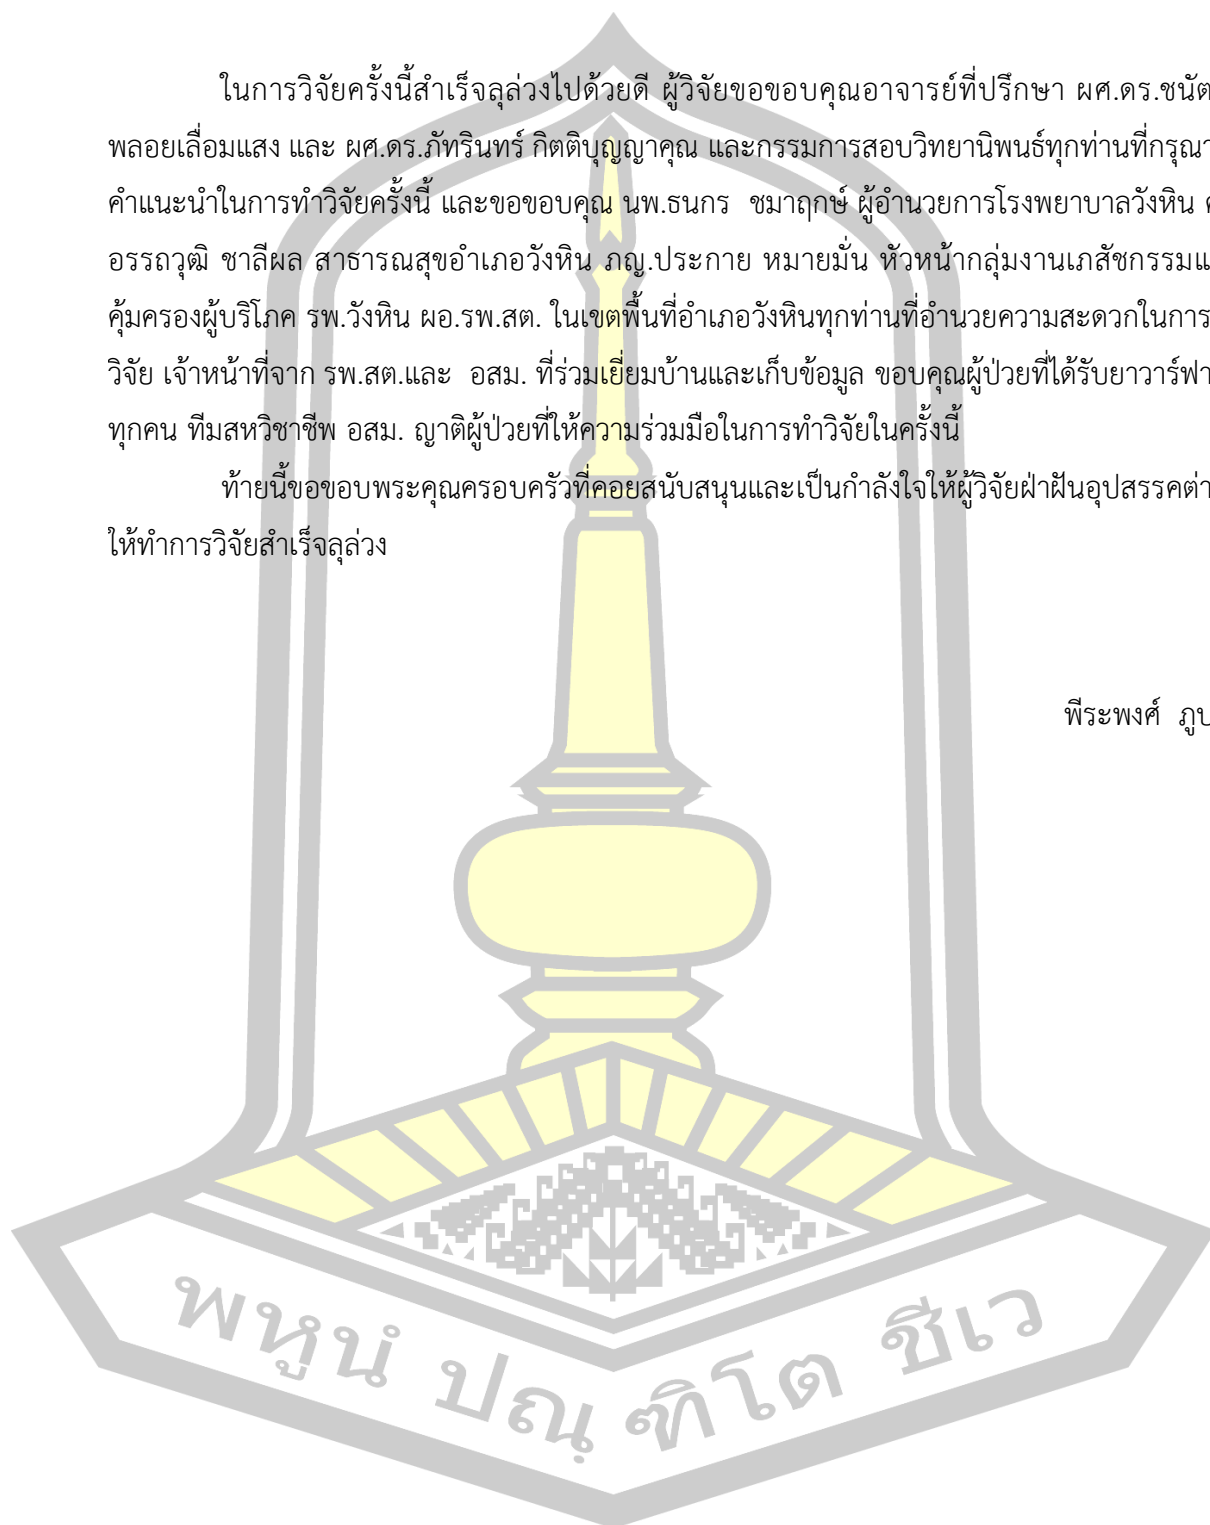 ในการวิจัยครั้งนี้สำเร็จลุล่วงไปด้วยดี ผู้วิจัยขอขอบคุณอาจารย์ที่ปรึกษา ผศ.ดร.ชนัต
พลอยเลื่อมแสง และ ผศ.ดร.ภัทรินทร์ กิตติบุญญาคุณ และกรรมการสอบวิทยานิพนธ์ทุกท่านที่กรุณา
คำแนะนำในการทำวิจัยครั้งนี้ และขอขอบคุณ นพ.ธนกร ชมาฤกษ์ ผู้อำนวยการโรงพยาบาลวังหิน
อรรถวุฒิ ชาลีผล สาธารณสุขอำเภอวังหิน ภญ.ประกาย หมายมั่น หัวหน้ากลุ่มงานเภสัชกรรมแ
คุ้มครองผู้บริโภค รพ.วังหิน ผอ.รพ.สต. ในเขตพื้นที่อำเภอวังหินทุกท่านที่อำนวยความสะดวกในการ
วิจัย เจ้าหน้าที่จาก รพ.สต.และ อสม. ที่ร่วมเยี่ยมบ้านและเก็บข้อมูล ขอบคุณผู้ป่วยที่ได้รับยาวาร์ฟา
ทุกคน ทีมสหวิชาชีพ อสม. ญาติผู้ป่วยที่ให้ความร่วมมือในการทำวิจัยในครั้งนี้
ท้ายนี้ขอขอบพระคุณครอบครัวที่คอยสนับสนุนและเป็นกำลังใจให้ผู้วิจัยฝ่าฝันอุปสรรคต่า
ให้ทำการวิจัยสำเร็จลุล่วง
พีระพงศ์ ภูบ
พหูนํ ปณฺฑิโต ชีเว